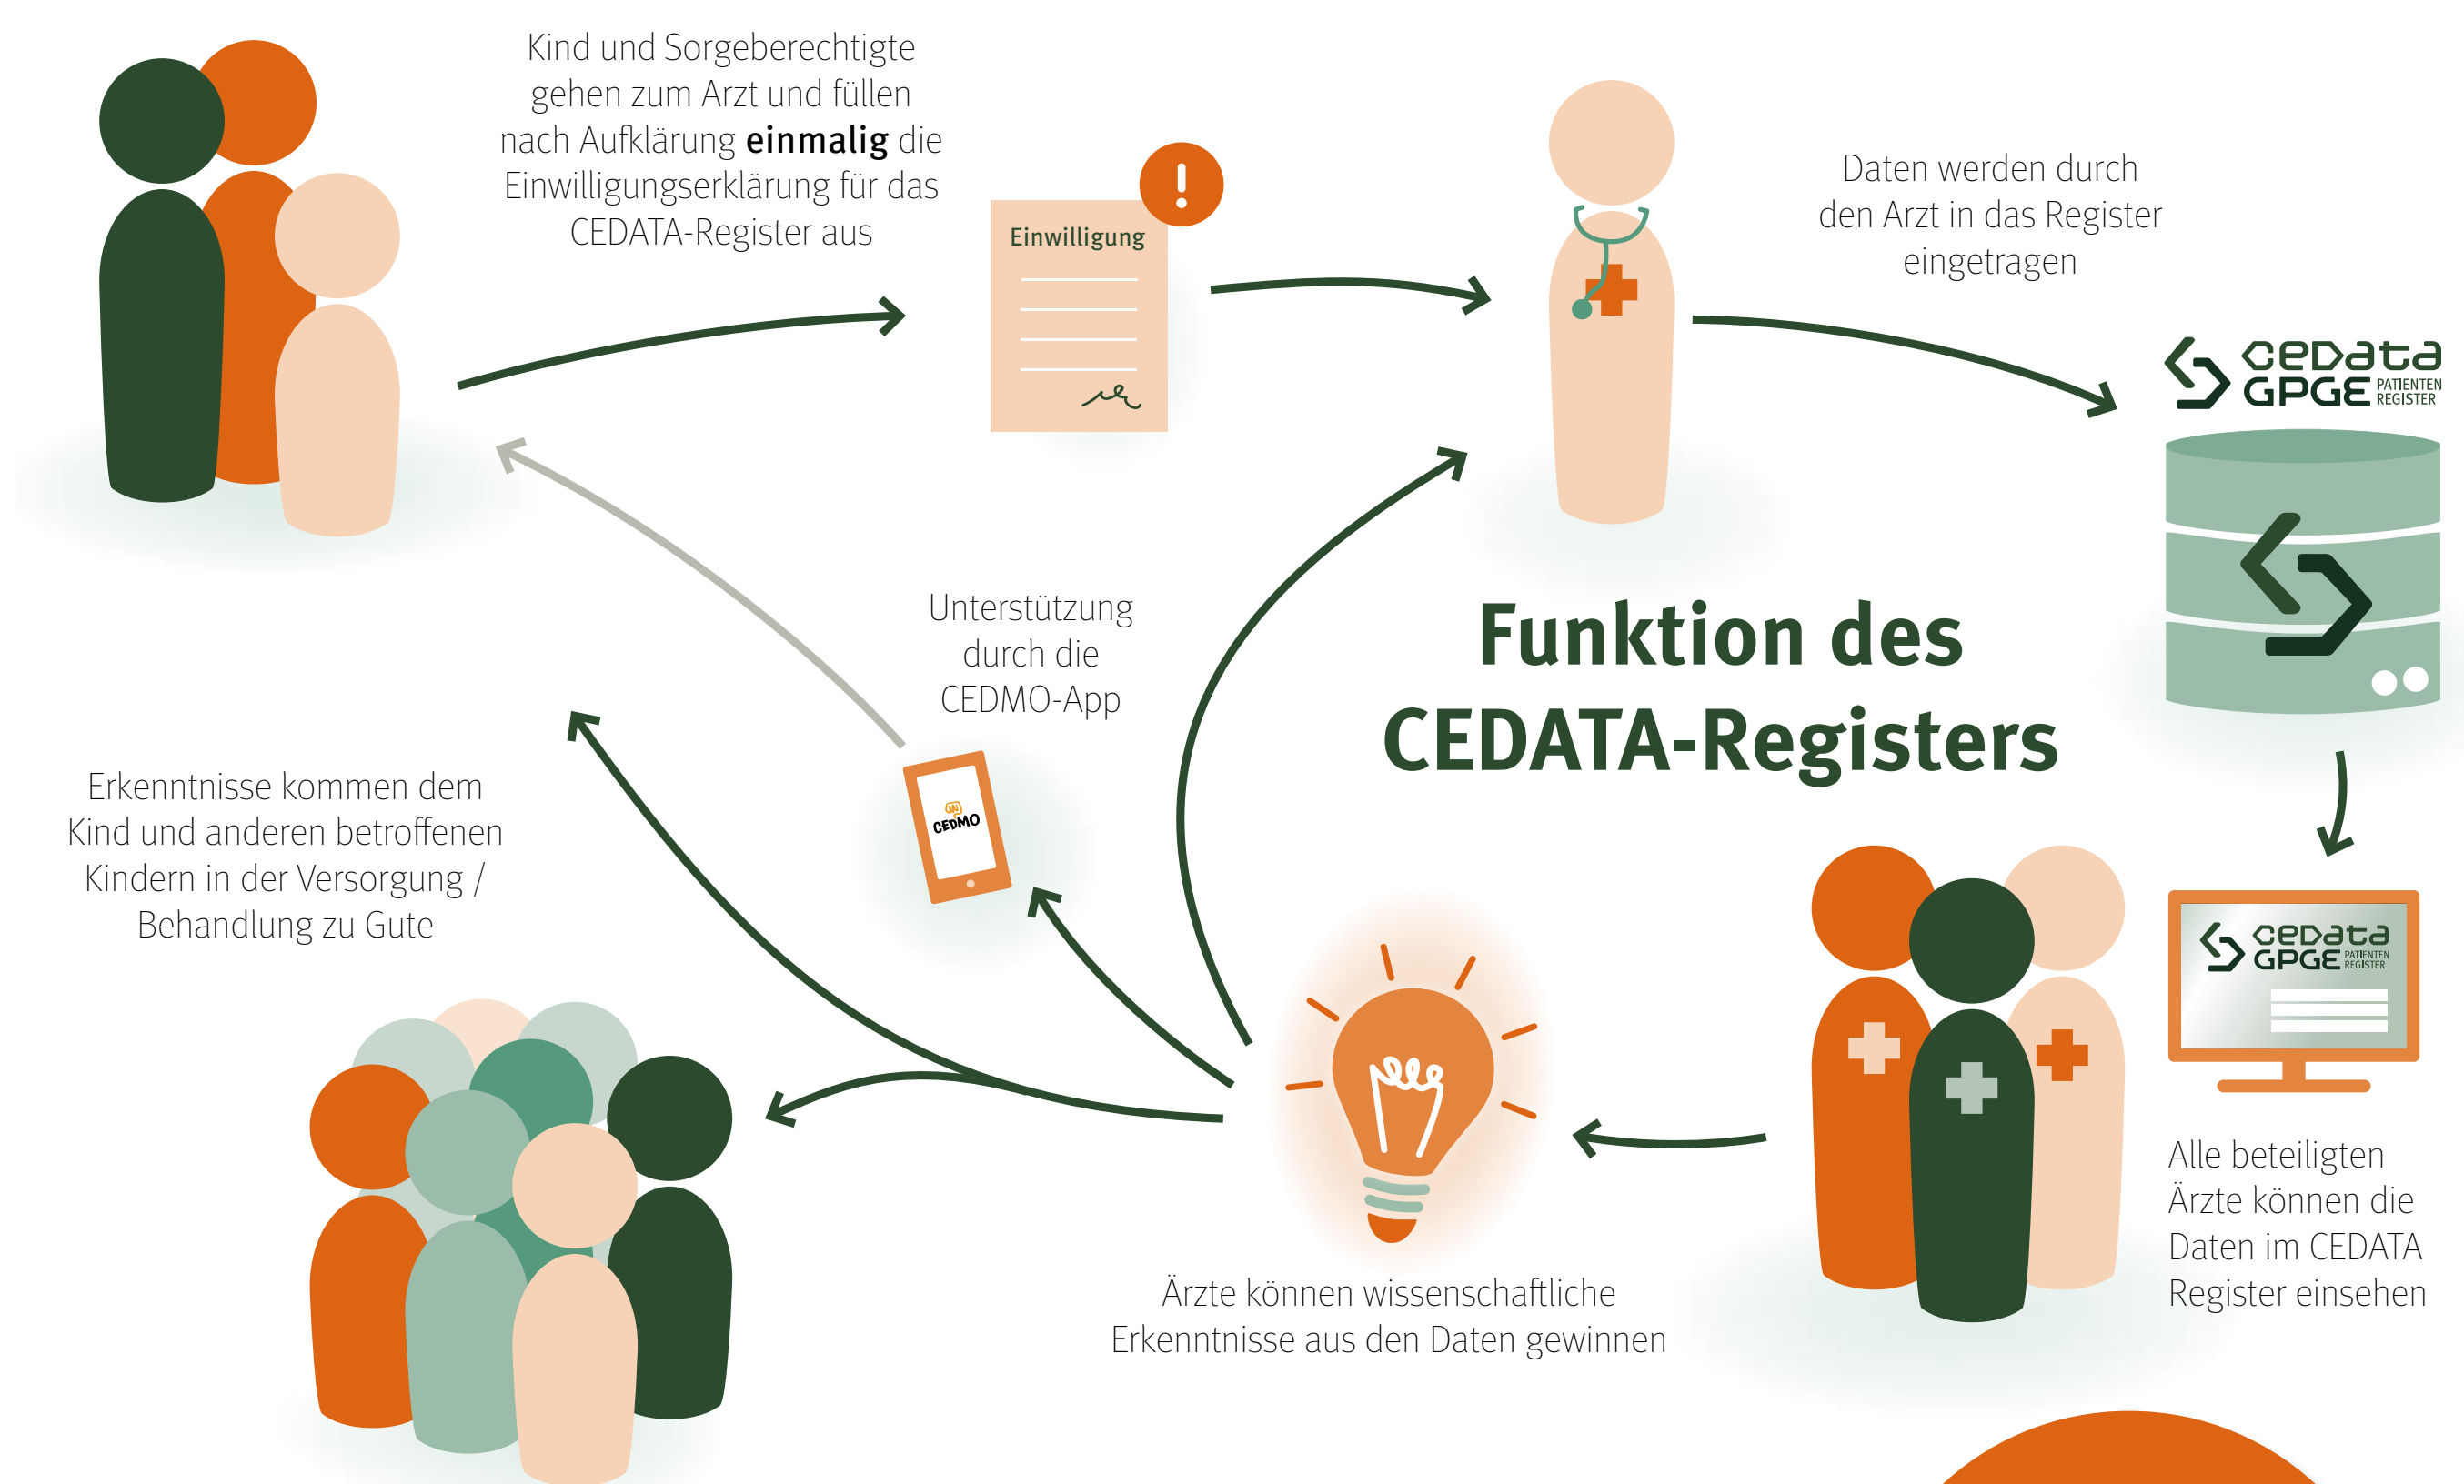 Kind und Sorgeberechtigte
gehen zum Arzt und füllen
nach Aufklärung einmalig die
Einwilligungserklärung für das
CEDATA-Register aus
!
Einwilligung
Daten werden durch
den Arzt in das Register
eingetragen
ceData
GPGE PATIENTEN
REGISTER
Unterstützung
durch die
CEDMO-App
CEDMO
Funktion des
CEDATA-Registers
Erkenntnisse kommen dem
Kind und anderen betroffenen
Kindern in der Versorgung /
Behandlung zu Gute
ceData
GPGE PATIENTEN
REGISTER
Alle beteiligten
Ärzte können die
Daten im CEDATA
Register einsehen
Ärzte können wissenschaftliche
Erkenntnisse aus den Daten gewinnen